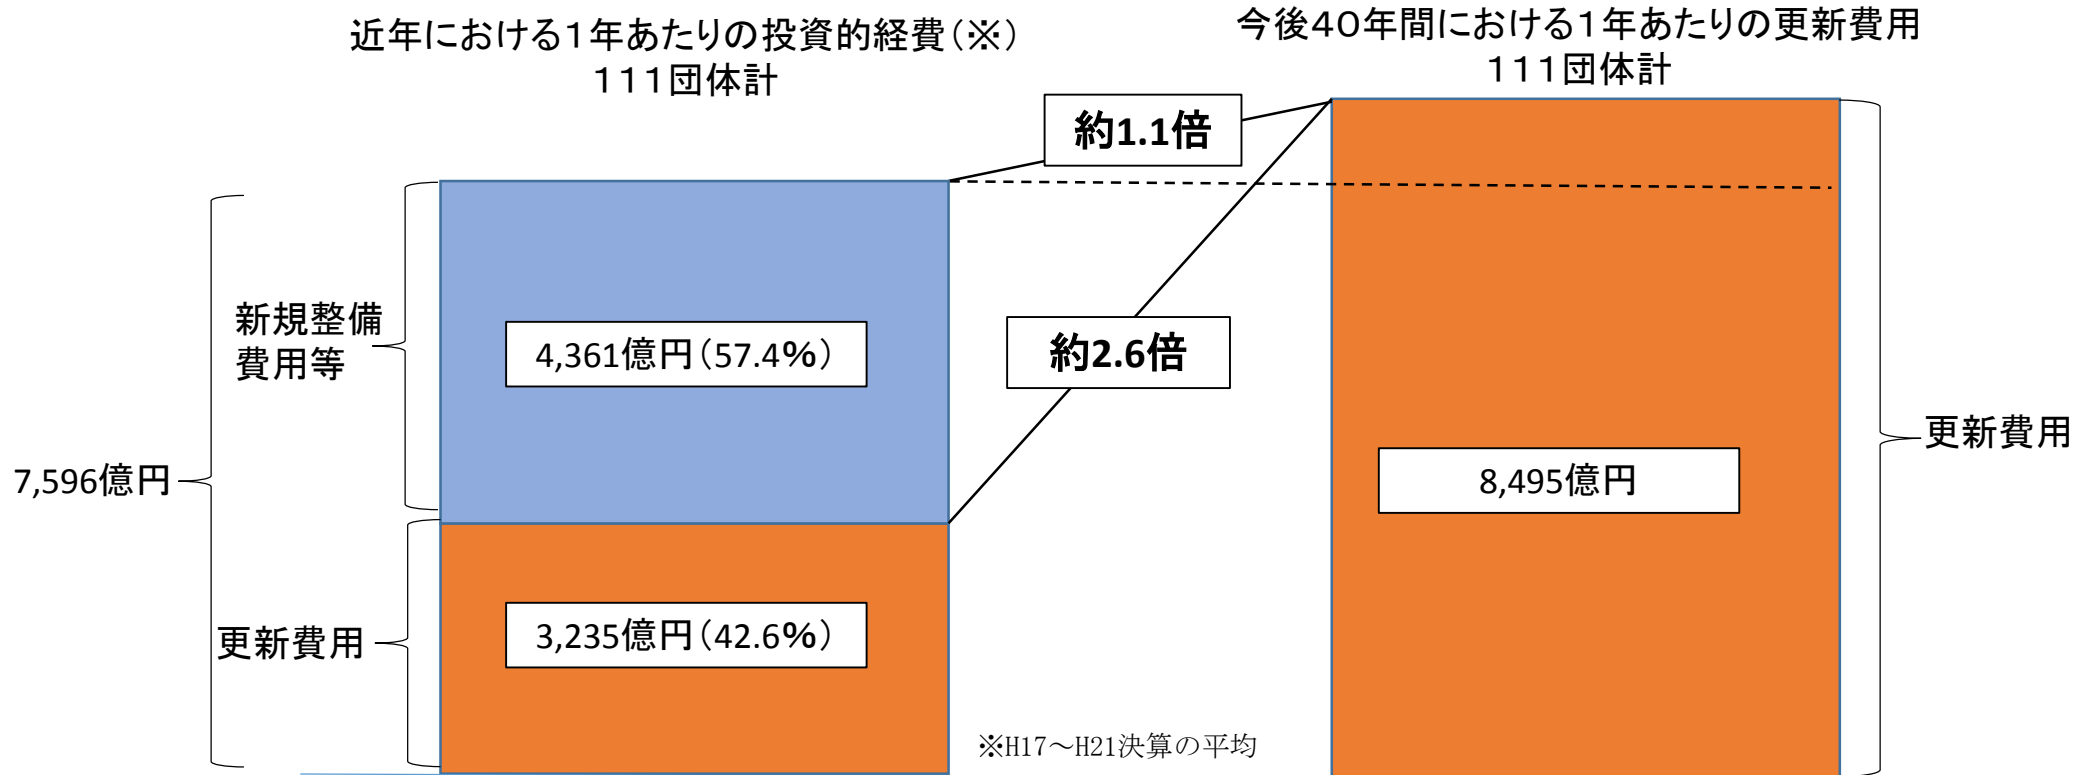 近年における１年あたりの投資的経費（※）
１１１団体計
今後４０年間における１年あたりの更新費用
１１１団体計
約1.1倍
新規整備
費用等
4,361億円（57.4％）
約2.6倍
更新費用
7,596億円
8,495億円
更新費用
3,235億円（42.6％）
※H17～H21決算の平均